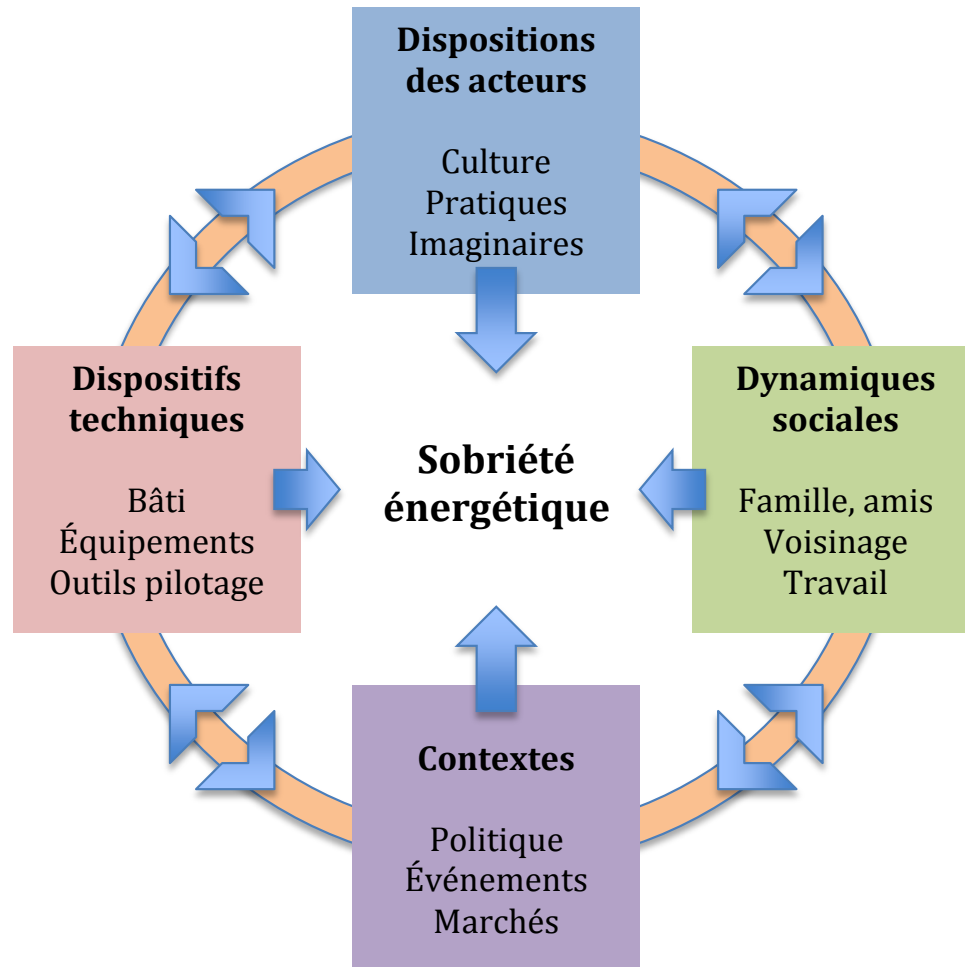 Dispositions
des acteurs
Culture
Pratiques
Imaginaires
Dispositifs
techniques
Bâti
Équipements
Outils pilotage
Sobriété
énergétique
Dynamiques
sociales
Famille, amis
Voisinage
Travail
Contextes
Politique
Événements
Marchés